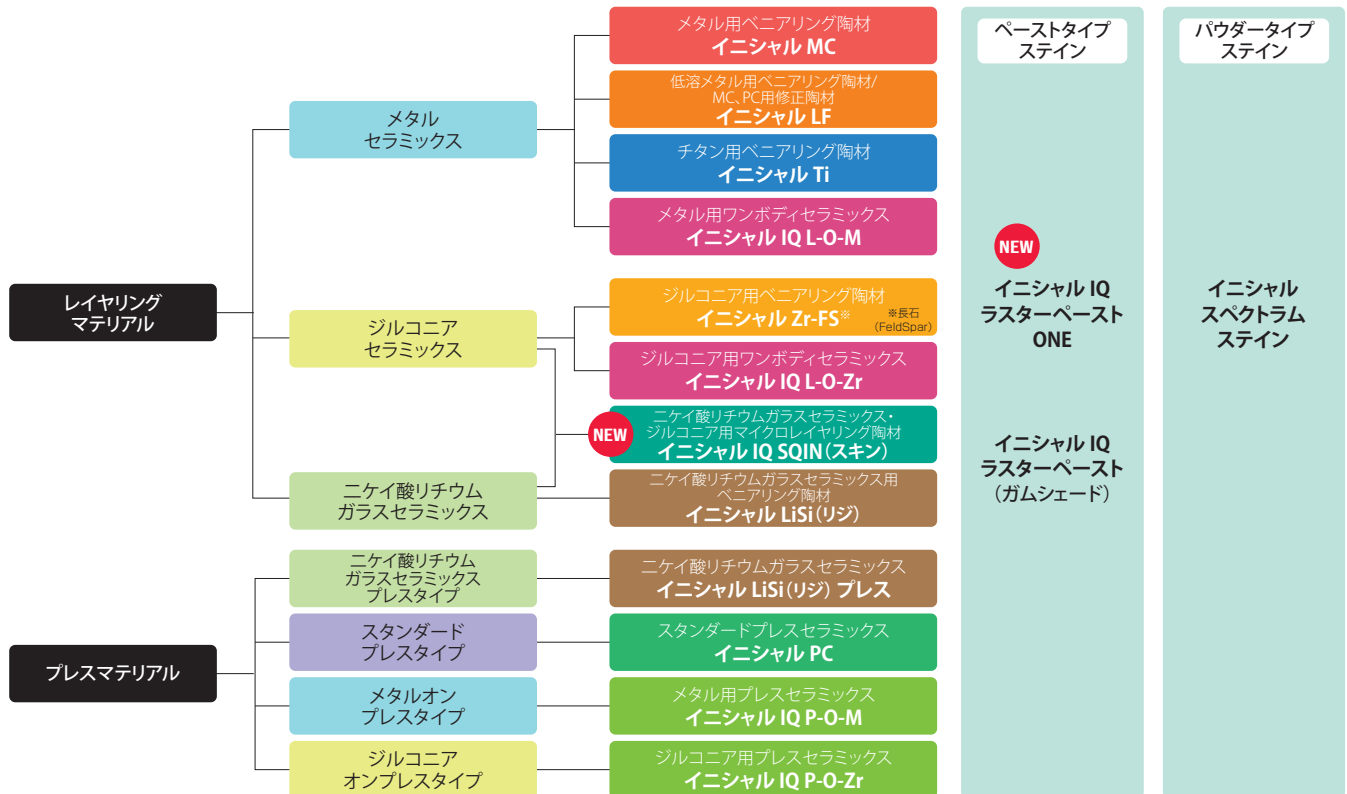 レイヤリング
マテリアル
メタル
セラミックス
メタル用ベニアリング陶材
イニシャル MC
低溶メタル用ベニアリング陶材/
MC、PC用修正陶材
イニシャル LF
チタン用ベニアリング陶材
イニシャル Ti
メタル用ワンボディセラミックス
イニシャル IQ L-O-M
ジルコニア
セラミックス
ジルコニア用ベニアリング陶材
イニシャル Zr-FS※
※長石
(FeldSpar)
ジルコニア用ワンボディセラミックス
イニシャル IQ L-O-Zr
NEW
二ケイ酸リチウムガラスセラミックス・
ジルコニア用マイクロレイヤリング陶材
イニシャル IQ SQIN(スキン)
二ケイ酸リチウム
ガラスセラミックス
二ケイ酸リチウムガラスセラミックス用
ベニアリング陶材
イニシャル LiSi(リジ)
プレスマテリアル
二ケイ酸リチウム
ガラスセラミックス
プレスタイプ
二ケイ酸リチウムガラスセラミックス
イニシャル LiSi(リジ) プレス
スタンダード
プレスタイプ
スタンダードプレスセラミックス
イニシャル PC
メタルオン
プレスタイプ
メタル用プレスセラミックス
イニシャル IQ P-O-M
ジルコニア
オンプレスタイプ
ジルコニア用プレスセラミックス
イニシャル IQ P-O-Zr
ペーストタイプ
ステイン
NEW
イニシャル IQ
ラスターペースト
ONE
イニシャル IQ
ラスターペースト
(ガムシェード)
パウダータイプ
ステイン
イニシャル
スペクトラム
ステイン